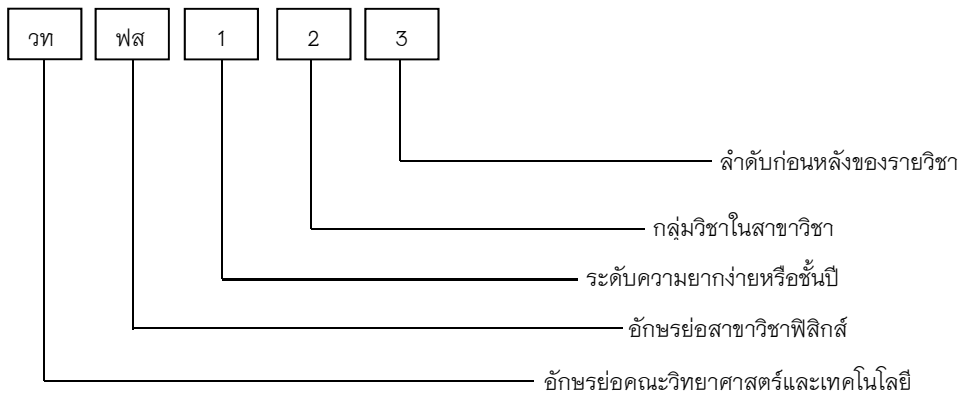 วท ฟส 1 2 3
ลำดับก่อนหลังของรายวิชา
กลุ่มวิชาในสาขาวิชา
ระดับความยากง่ายหรือชั้นปี
อักษรย่อสาขาวิชาฟิสิกส์
อักษรย่อคณะวิทยาศาสตร์และเทคโนโลยี